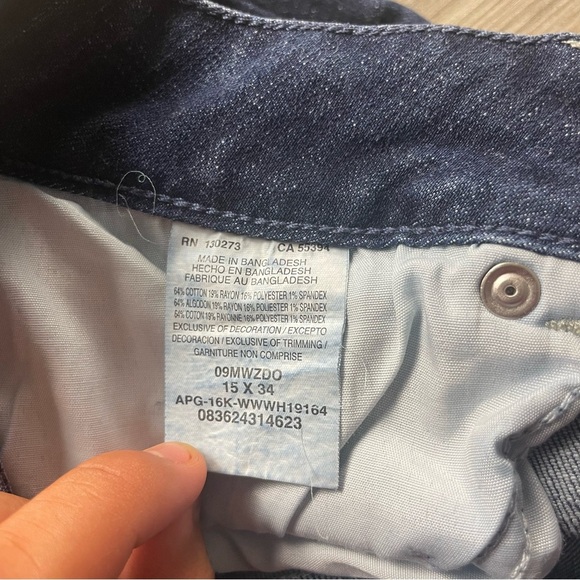 RN 130273 CA 55394
MADE IN BANGLADESH
HECHO EN BANGLADESH
FABRIQUE AU BANGLADESH
64% COTTON 19% RAYON 16% POLYESTER 1% SPANDEX
64% ALGODON 19% RAYON 16% POLYESTER 1% SPANDEX
64% COTON 19% RAYONNE 16% POLYESTER 1% SPANDEX
EXCLUSIVE OF DECORATION / EXCEPTO
DECORACION / EXCLUSIVE OF TRIMMING /
GARNITURE NON COMPRISE
09MWZDO
15 X 34
APG-16K-WWWH19164
083624314623